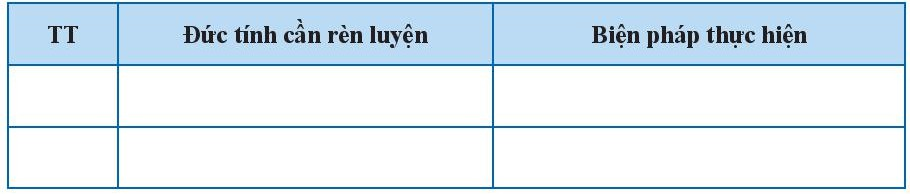 TT Đức tính cần rèn luyện Biện pháp thực hiện